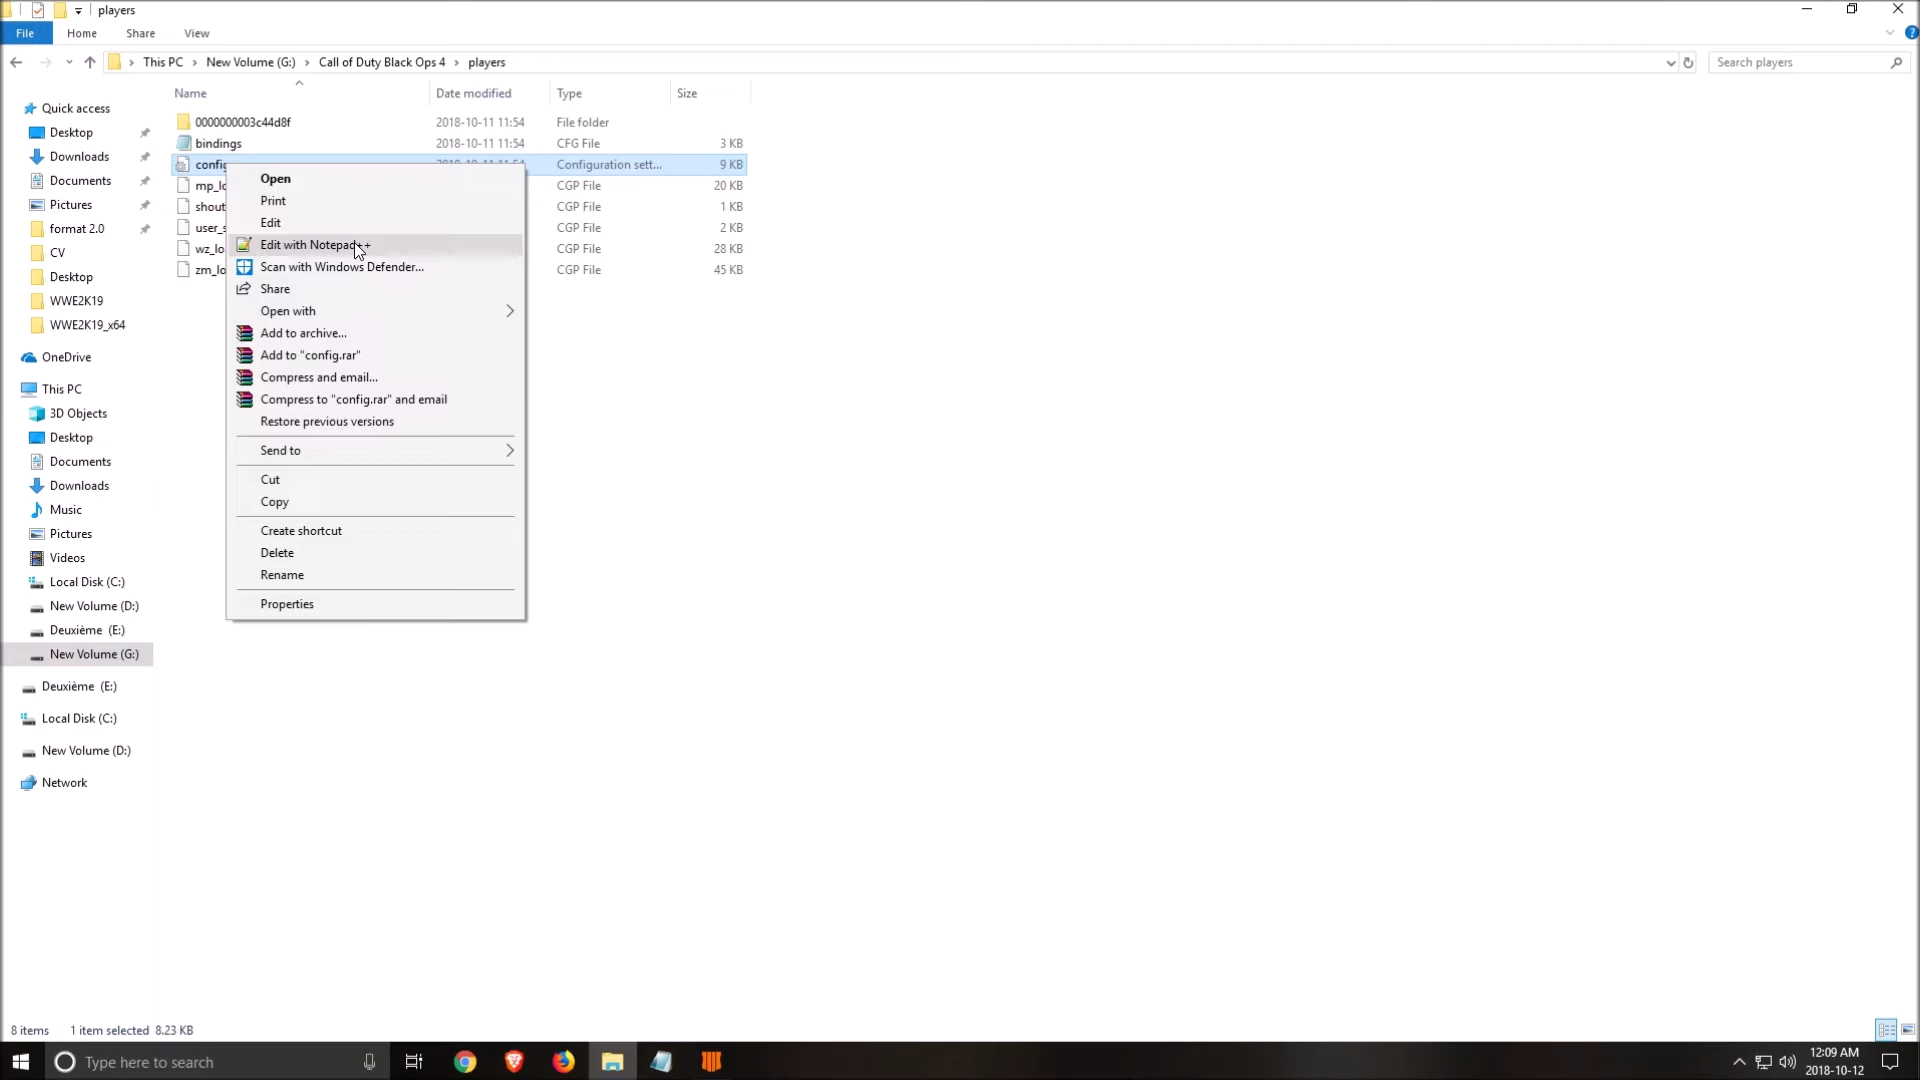 players
File Home Share View
This PC New Volume (G:) Call of Duty Black Ops 4 players
Search players
Name Date modified Type Size
0000000003c44d8f 2018-10-11 11:54 File folder
bindings 2018-10-11 11:54 CFG File 3 KB
config 2018-10-11 11:54 Configuration sett... 9 KB
mp_lo CGP File 20 KB
shout CGP File 1 KB
user_s CGP File 2 KB
wz_lo CGP File 28 KB
zm_lo CGP File 45 KB
Open
Print
Edit
Edit with Notepad++
Scan with Windows Defender...
Share
Open with
Add to archive...
Add to "config.rar"
Compress and email...
Compress to "config.rar" and email
Restore previous versions
Send to
Cut
Copy
Create shortcut
Delete
Rename
Properties
Quick access
Desktop
Downloads
Documents
Pictures
format 2.0
CV
Desktop
WWE2K19
WWE2K19_x64
OneDrive
This PC
3D Objects
Desktop
Documents
Downloads
Music
Pictures
Videos
Local Disk (C:)
New Volume (D:)
Deuxième (E:)
New Volume (G:)
Deuxième (E:)
Local Disk (C:)
New Volume (D:)
Network
8 items 1 item selected 8.23 KB
Type here to search
12:09 AM
2018-10-12